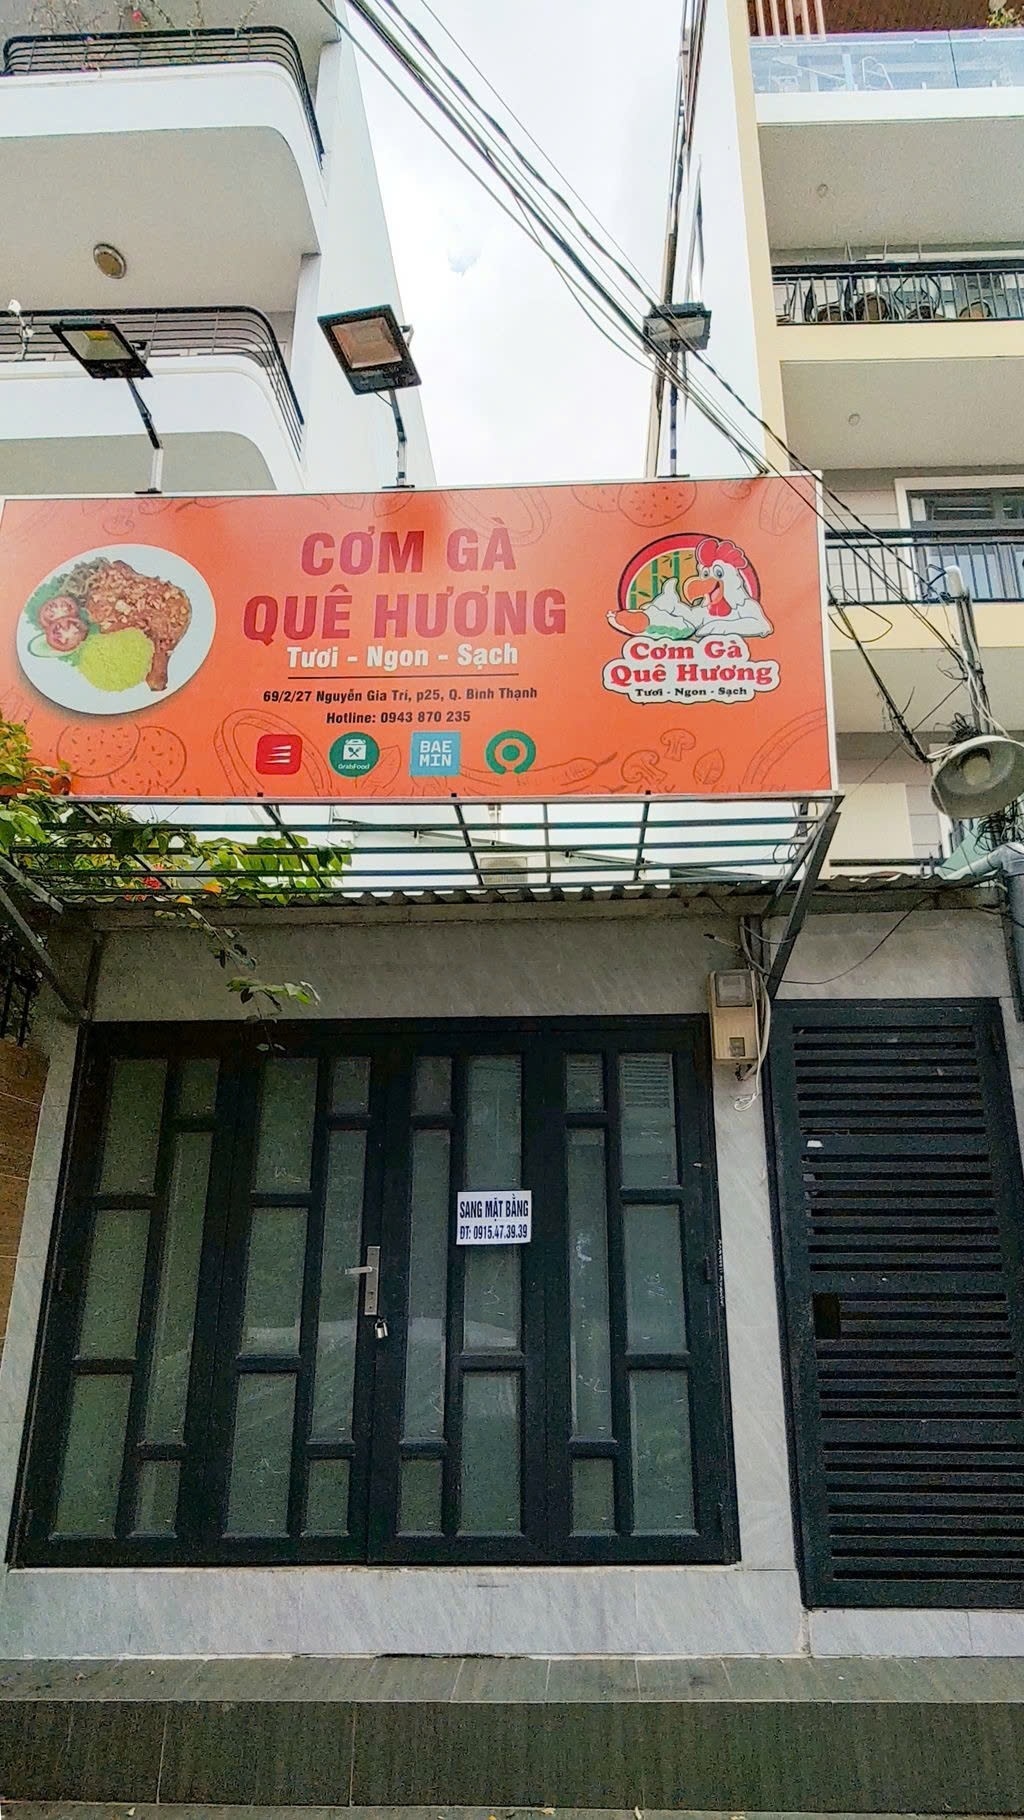 CƠM GÀ
QUÊ HƯƠNG
Tươi - Ngon - Sạch
69/2/27 Nguyễn Gia Trí, p25, Q. Bình Thạnh
Hotline: 0943 870 235
GrabFood
BAE
MIN
Cơm Gà
Quê Hương
Tươi - Ngon - Sạch
SANG MẶT BẰNG
ĐT: 0915.47.39.39